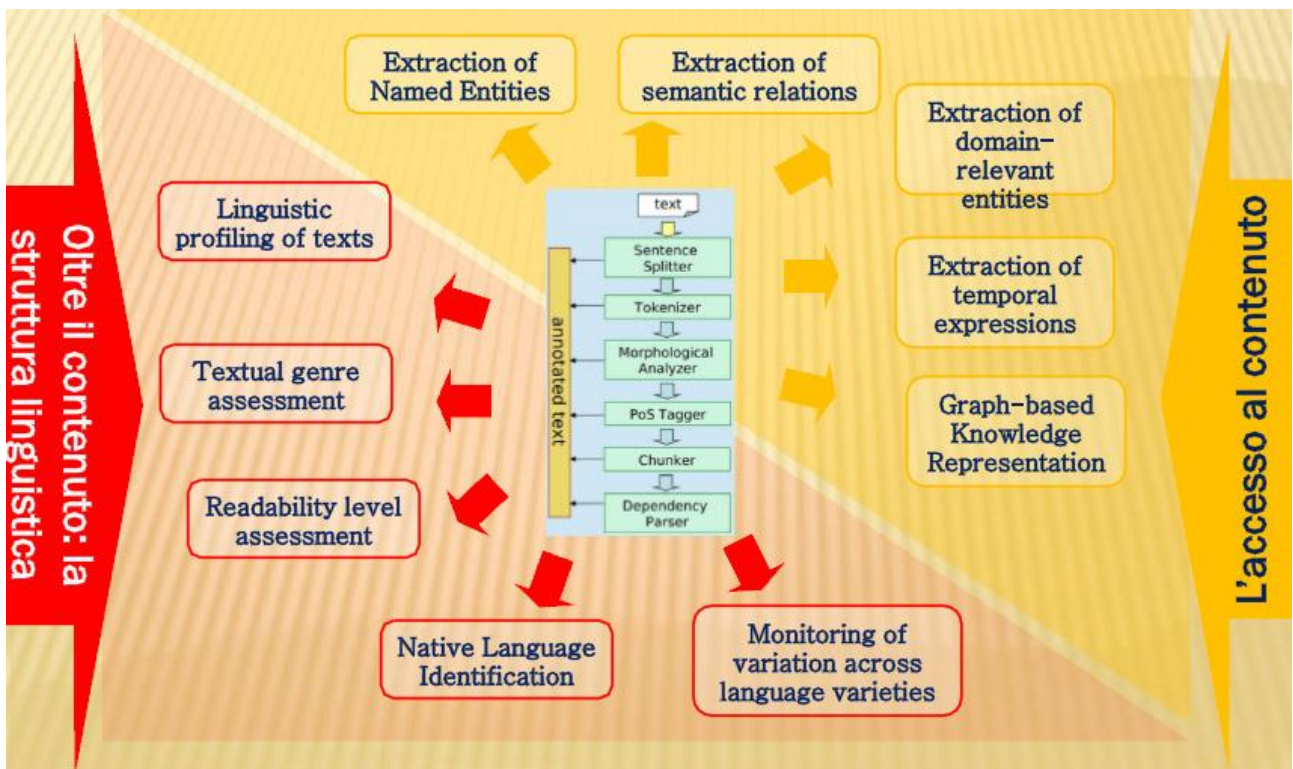 Oltre il contenuto: la
struttura linguistica
Extraction of
Named Entities
Extraction of
semantic relations
Extraction of
domain-
relevant
entities
Linguistic
profiling of texts
text
Sentence
Splitter
Tokenizer
Morphological
Analyzer
PoS Tagger
Chunker
Dependency
Parser
annotated text
Extraction of
temporal
expressions
Textual genre
assessment
Graph-based
Knowledge
Representation
Readability level
assessment
Native Language
Identification
Monitoring of
variation across
language varieties
L'accesso al contenuto